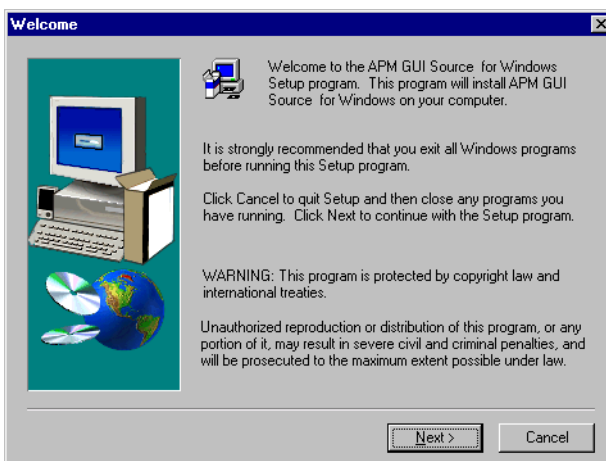 Welcome
Welcome to the APM GUI Source for Windows
Setup program. This program will install APM GUI
Source for Windows on your computer.
It is strongly recommended that you exit all Windows programs
before running this Setup program.
Click Cancel to quit Setup and then close any programs you
have running. Click Next to continue with the Setup program.
WARNING: This program is protected by copyright law and
international treaties.
Unauthorized reproduction or distribution of this program, or any
portion of it, may result in severe civil and criminal penalties, and
will be prosecuted to the maximum extent possible under law.
Next >
Cancel